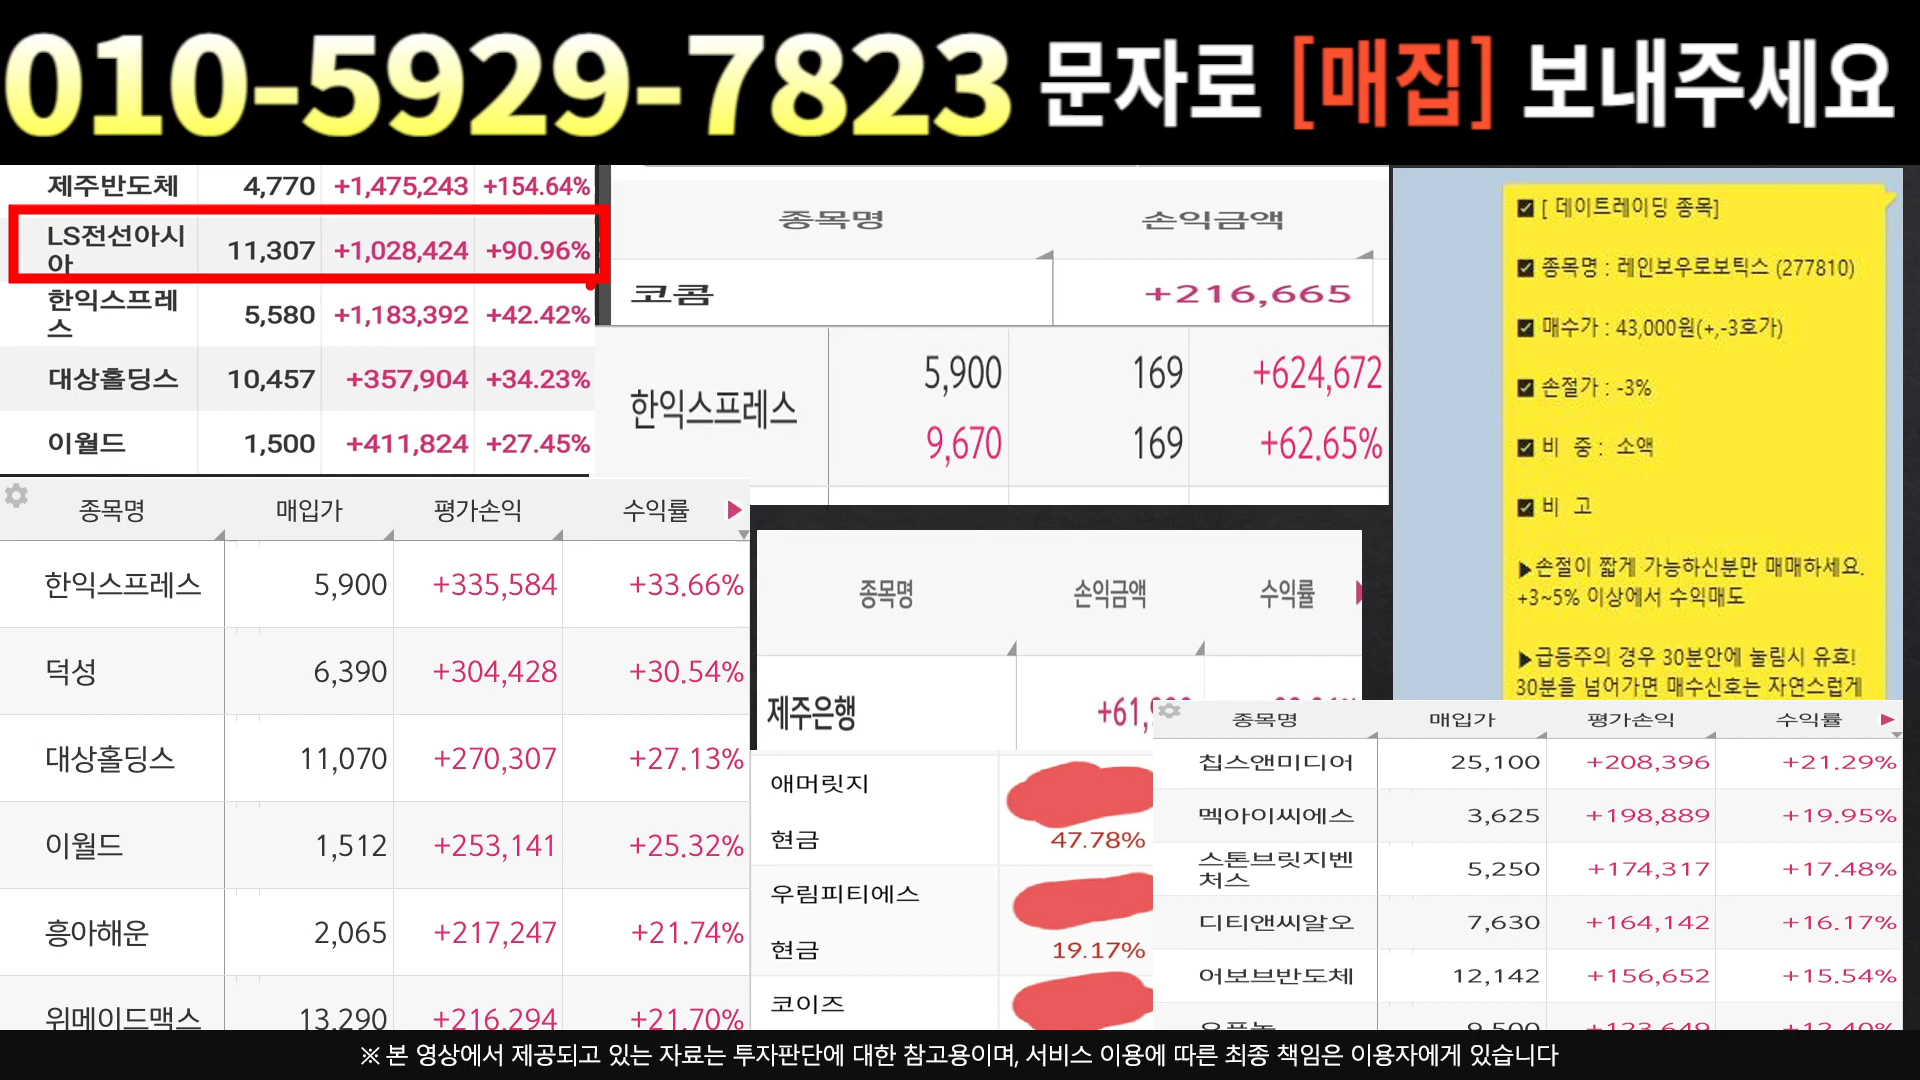 010-5929-7823 문자로 [매집] 보내주세요
제주반도체 4,770 +1,475,243 +154.64%
LS전선아시
아 11,307 +1,028,424 +90.96%
한익스프레
스 5,580 +1,183,392 +42.42%
대상홀딩스 10,457 +357,904 +34.23%
이월드 1,500 +411,824 +27.45%
종목명 손익금액
코콤 +216,665
한익스프레스 5,900 169 +624,672
9,670 169 +62.65%
[ 데이트레이딩 종목]
종목명 : 레인보우로보틱스 (277810)
매수가 : 43,000원(+,-3호가)
손절가 : -3%
비 중 : 소액
비 고
▶손절이 짧게 가능하신분만 매매하세요.
+3~5% 이상에서 수익매도
▶급등주의 경우 30분안에 눌림시 유효!
30분을 넘어가면 매수신호는 자연스럽게
종목명 매입가 평가손익 수익률
한익스프레스 5,900 +335,584 +33.66%
덕성 6,390 +304,428 +30.54%
대상홀딩스 11,070 +270,307 +27.13%
이월드 1,512 +253,141 +25.32%
흥아해운 2,065 +217,247 +21.74%
위메이드맥스 13,290 +216,294 +21.70%
종목명 손익금액 수익률
제주은행
애머릿지
현금 47.78%
우림피티에스
현금 19.17%
코이즈
종목명 매입가 평가손익 수익률
칩스앤미디어 25,100 +208,396 +21.29%
멕아이씨에스 3,625 +198,889 +19.95%
스톤브릿지벤
처스 5,250 +174,317 +17.48%
디티앤씨알오 7,630 +164,142 +16.17%
어보브반도체 12,142 +156,652 +15.54%
※ 본 영상에서 제공되고 있는 자료는 투자판단에 대한 참고용이며, 서비스 이용에 따른 최종 책임은 이용자에게 있습니다